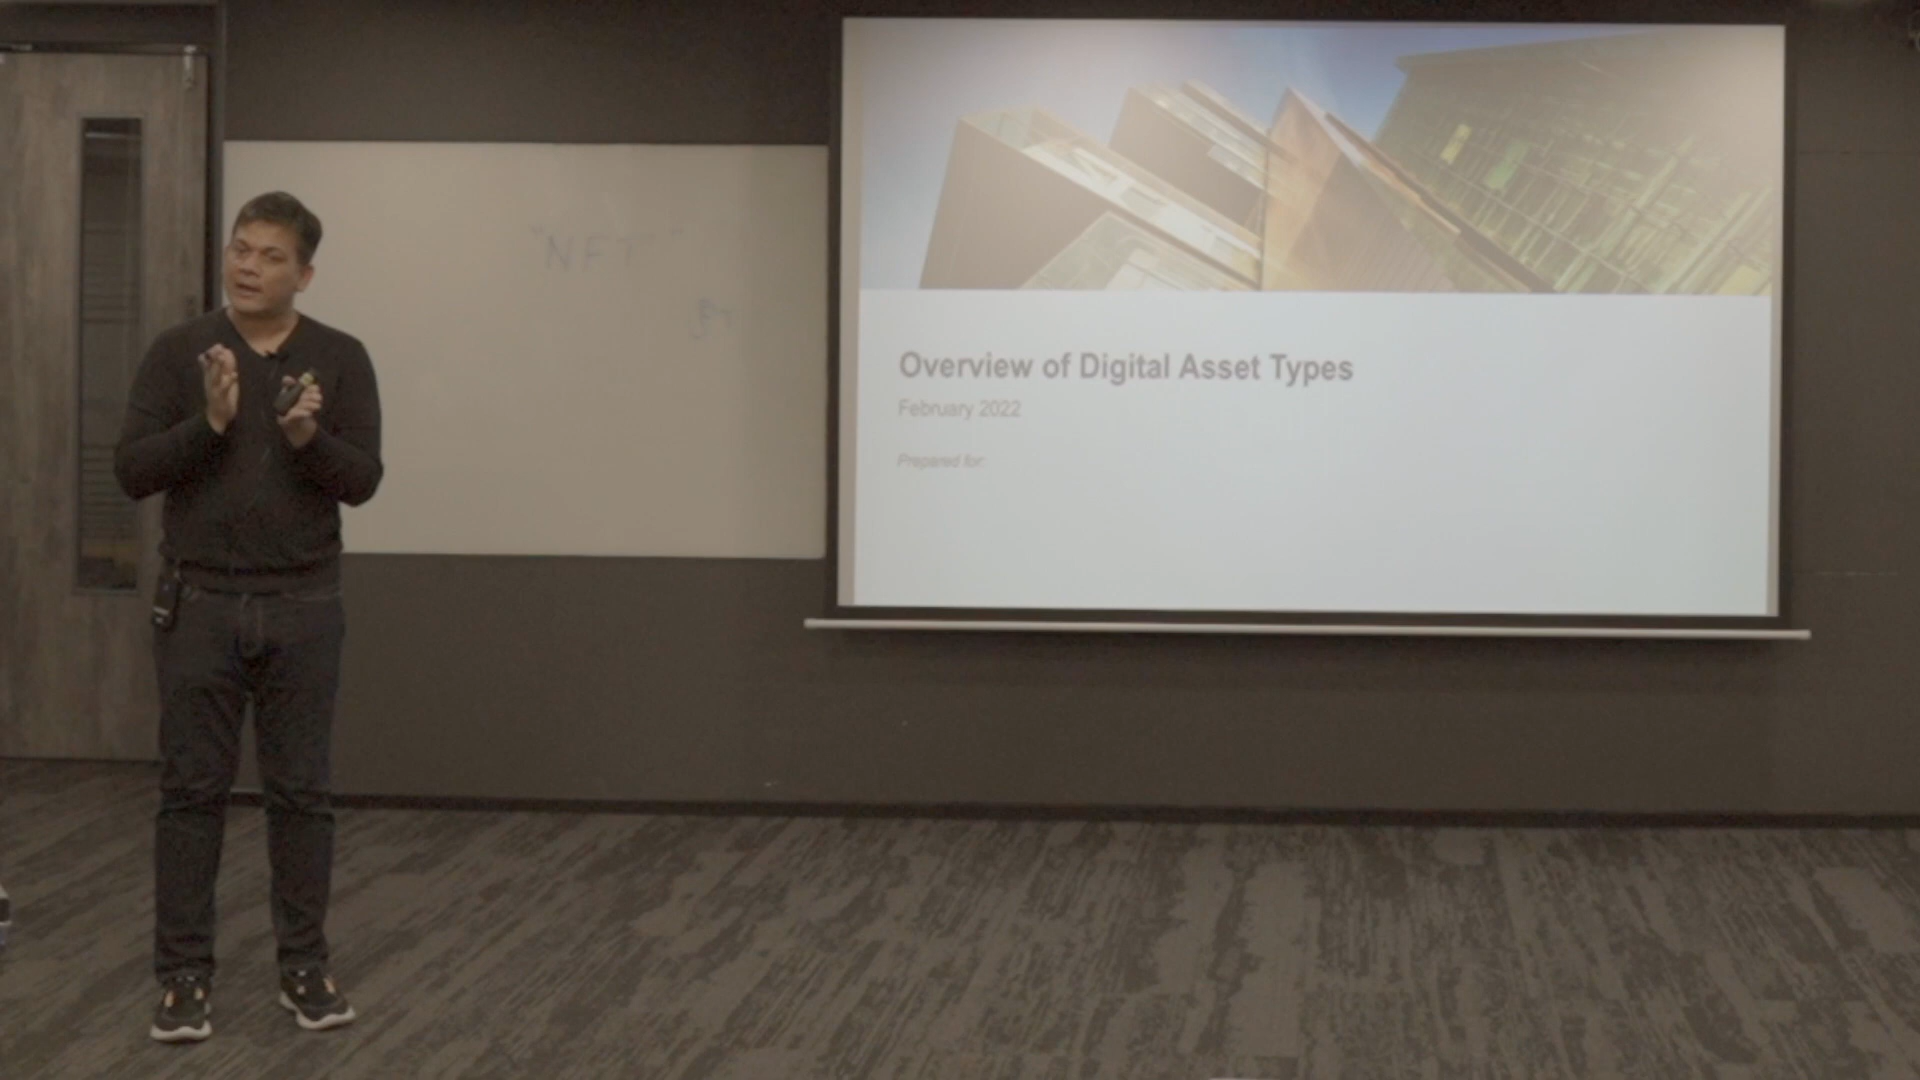 "NFT"
Overview of Digital Asset Types
February 2022
Prepared for: